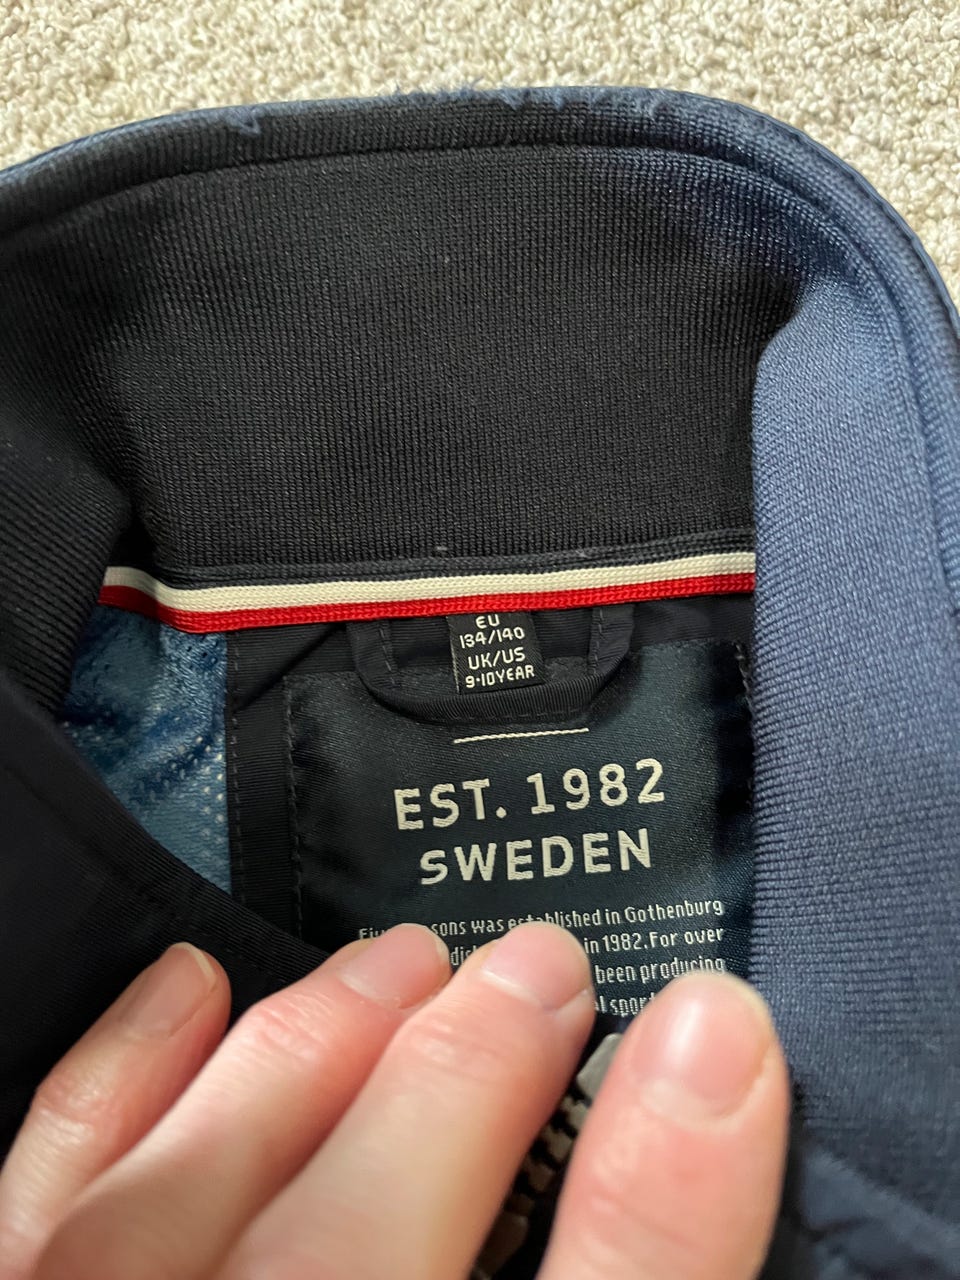 EU
134/140
UK/US
9-10YEAR
EST. 1982
SWEDEN
sons was established in Gothenburg
in 1982. For over
been producing